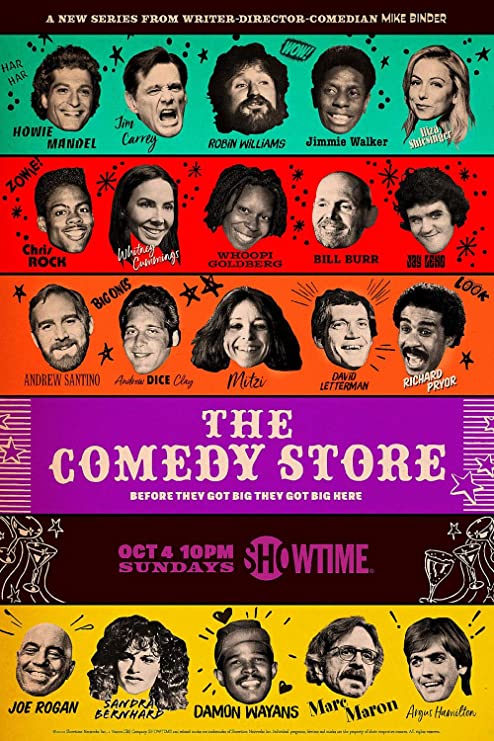 A NEW SERIES FROM WRITER-DIRECTOR-COMEDIAN MIKE BINDER
HAR HAR
WOW!
HOWIE MANDEL
Jim Carrey
ROBIN WILLIAMS
Jimmie Walker
Iliza Shlesinger
ZOWIE!
Chris ROCK
Whitney Cummings
WHOOPI GOLDBERG
BILL BURR
JAY LENO
BIG ONES
LOOK
ANDREW SANTINO
Andrew DICE Clay
Mitzi
DAVID LETTERMAN
RICHARD PRYOR
THE
COMEDY STORE
BEFORE THEY GOT BIG THEY GOT BIG HERE
OCT 4 10PM
SUNDAYS
SHOWTIME®
JOE ROGAN
SANDRA BERNHARD
DAMON WAYANS
Marc Maron
Argus Hamilton